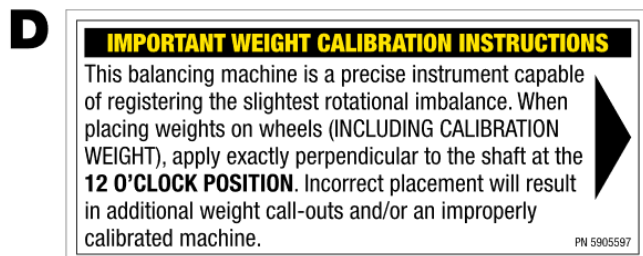 D
IMPORTANT WEIGHT CALIBRATION INSTRUCTIONS
This balancing machine is a precise instrument capable
of registering the slightest rotational imbalance. When
placing weights on wheels (INCLUDING CALIBRATION
WEIGHT), apply exactly perpendicular to the shaft at the
12 O'CLOCK POSITION. Incorrect placement will result
in additional weight call-outs and/or an improperly
calibrated machine.
PN 5905597